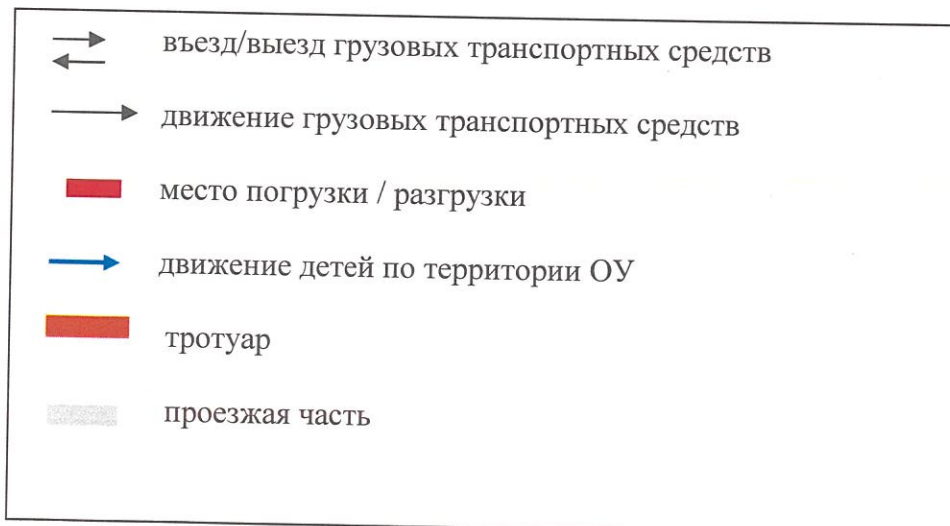 въезд/выезд грузовых транспортных средств
движение грузовых транспортных средств
место погрузки / разгрузки
движение детей по территории ОУ
тротуар
проезжая часть